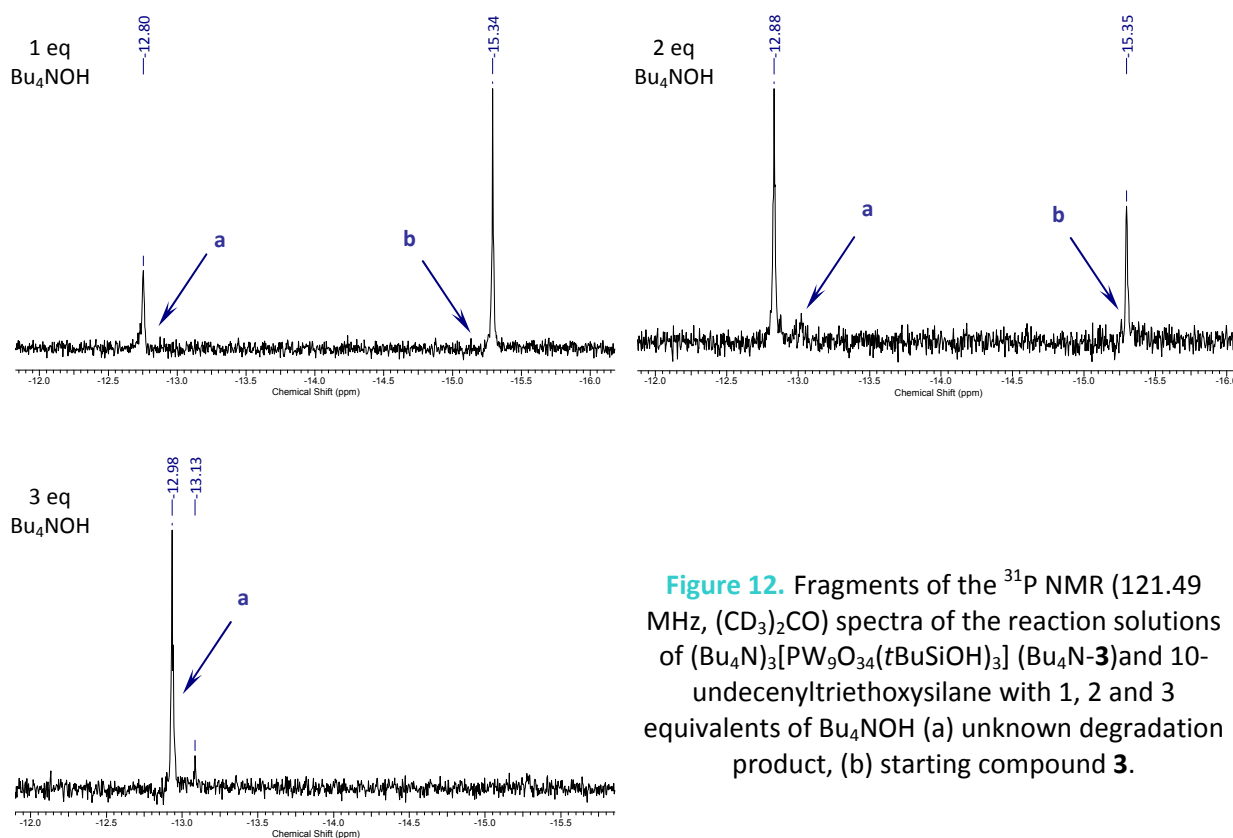 1 eq
Bu₄NOH
-12.80
-15.34
a
b
-12.0 -12.5 -13.0 -13.5 -14.0 -14.5 -15.0 -15.5 -16.0
Chemical Shift (ppm)
2 eq
Bu₄NOH
-12.88
-15.35
a
b
-12.0 -12.5 -13.0 -13.5 -14.0 -14.5 -15.0 -15.5 -16.0
Chemical Shift (ppm)
3 eq
Bu₄NOH
-12.98
-13.13
a
-12.0 -12.5 -13.0 -13.5 -14.0 -14.5 -15.0 -15.5
Chemical Shift (ppm)
Figure 12. Fragments of the ³¹P NMR (121.49
MHz, (CD₃)₂CO) spectra of the reaction solutions
of (Bu₄N)₃[PW₉O₃₄(tBuSiOH)₃] (Bu₄N-3)and 10-
undecenyltriethoxysilane with 1, 2 and 3
equivalents of Bu₄NOH (a) unknown degradation
product, (b) starting compound 3.